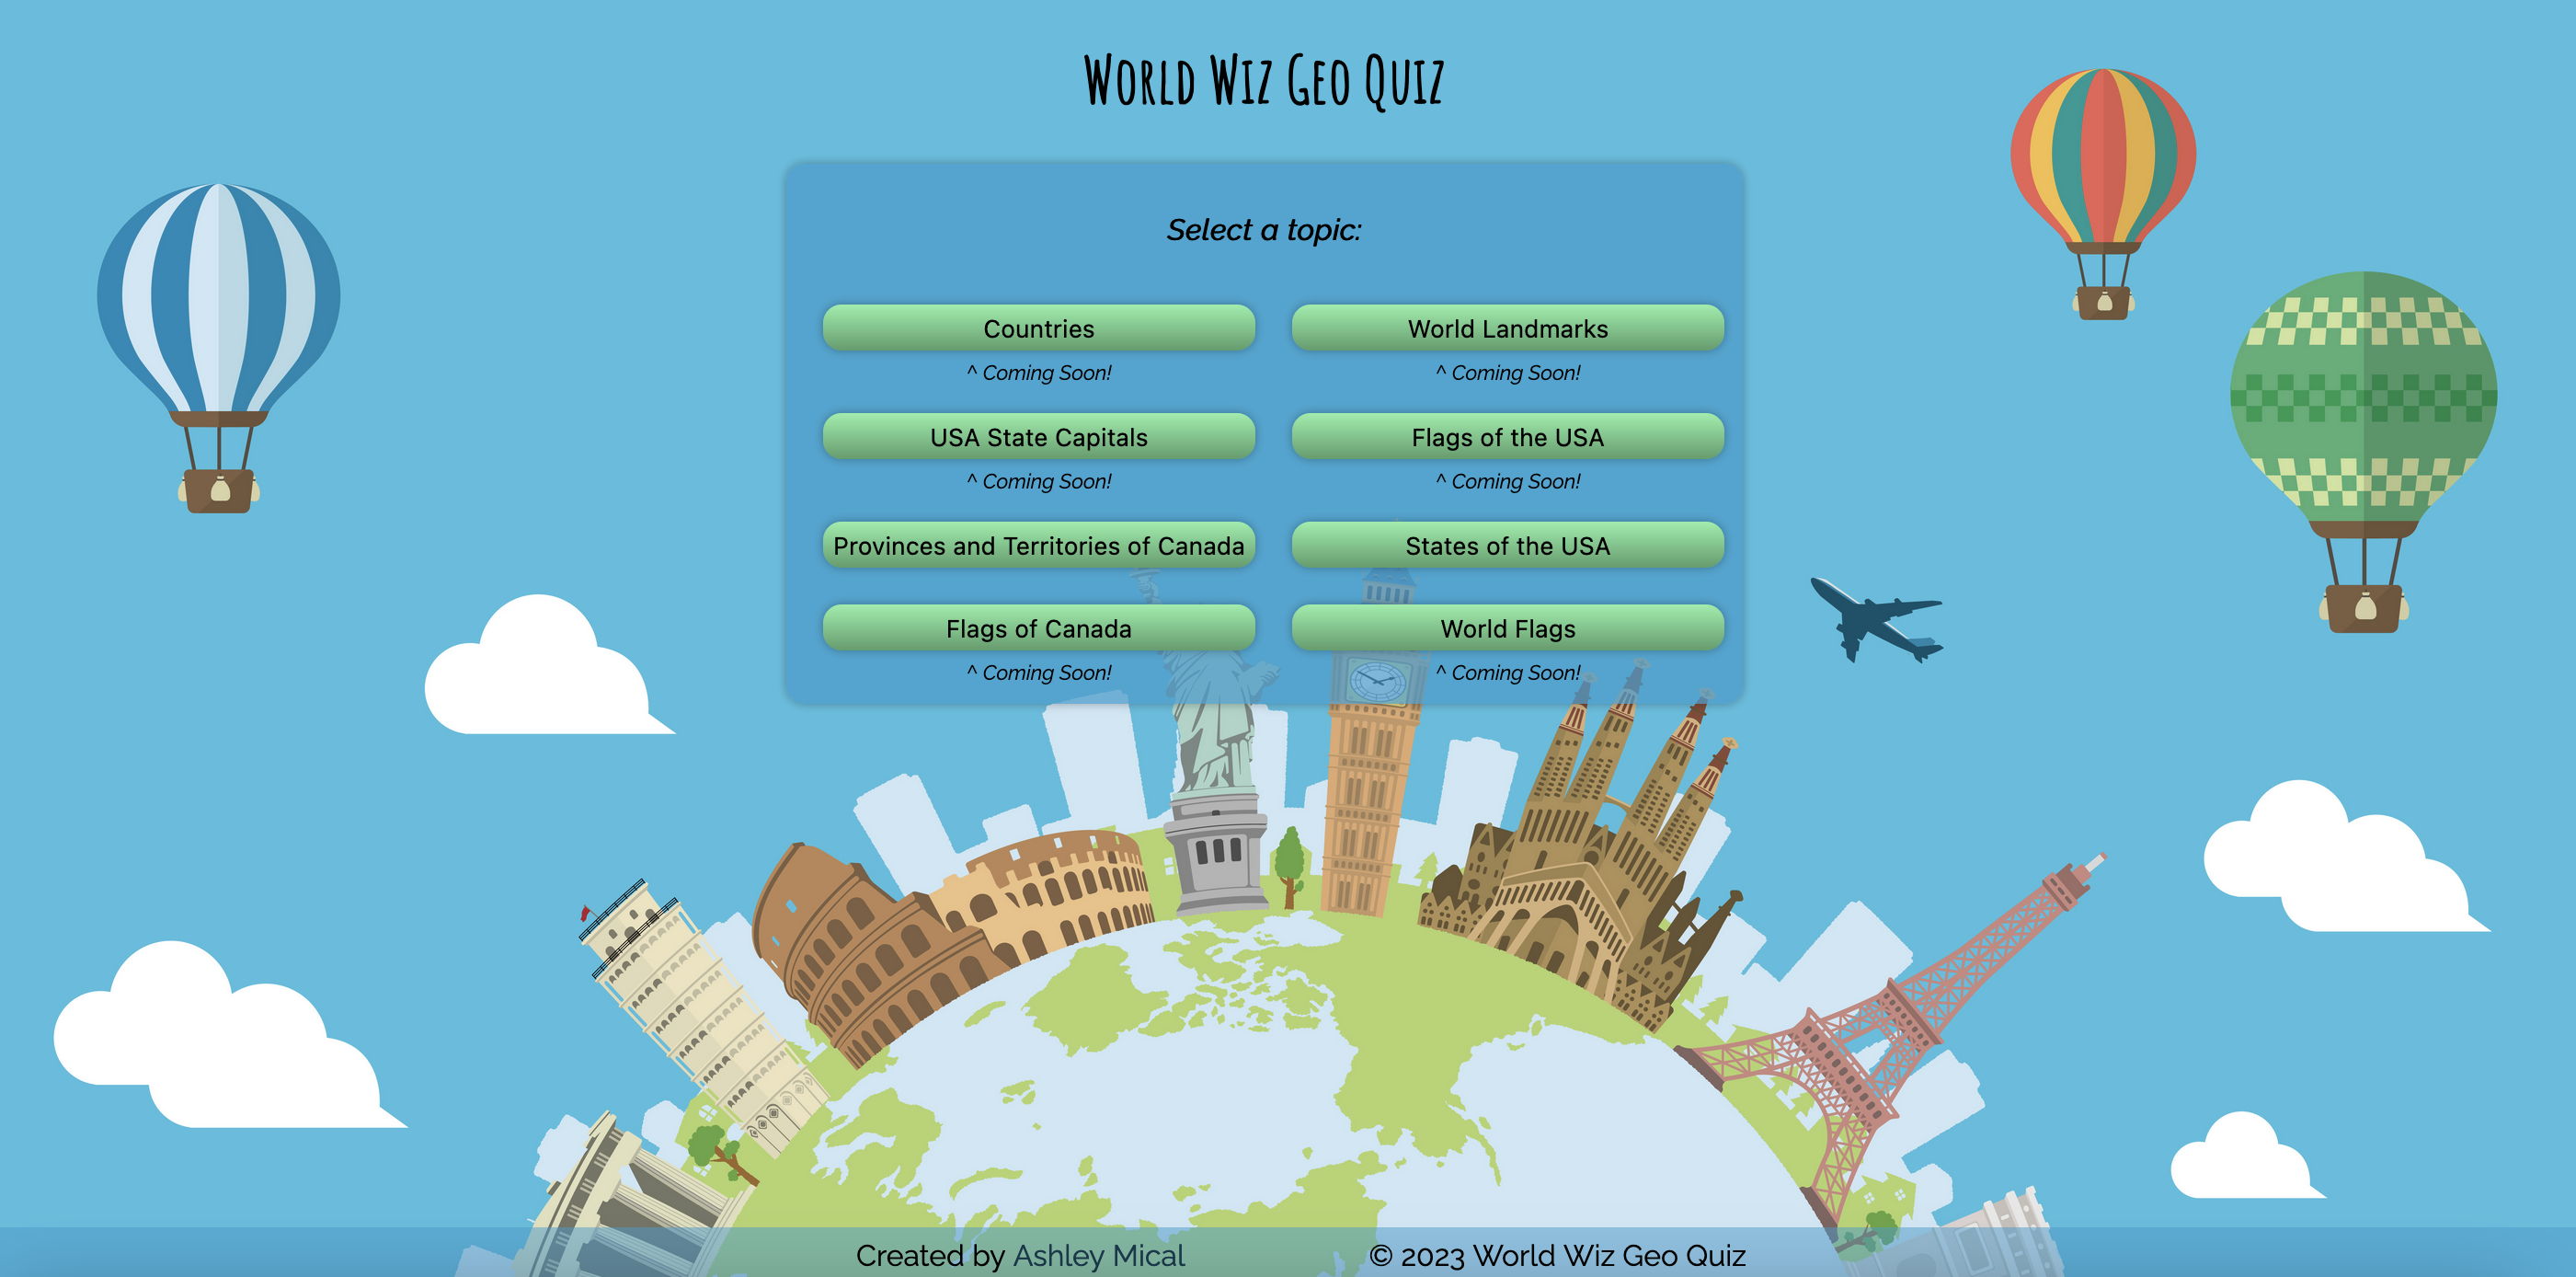 World Wiz Geo Quiz
Select a topic:
Countries
World Landmarks
^ Coming Soon!
^ Coming Soon!
USA State Capitals
Flags of the USA
^ Coming Soon!
^ Coming Soon!
Provinces and Territories of Canada
States of the USA
Flags of Canada
World Flags
^ Coming Soon!
^ Coming Soon!
Created by Ashley Mical
© 2023 World Wiz Geo Quiz